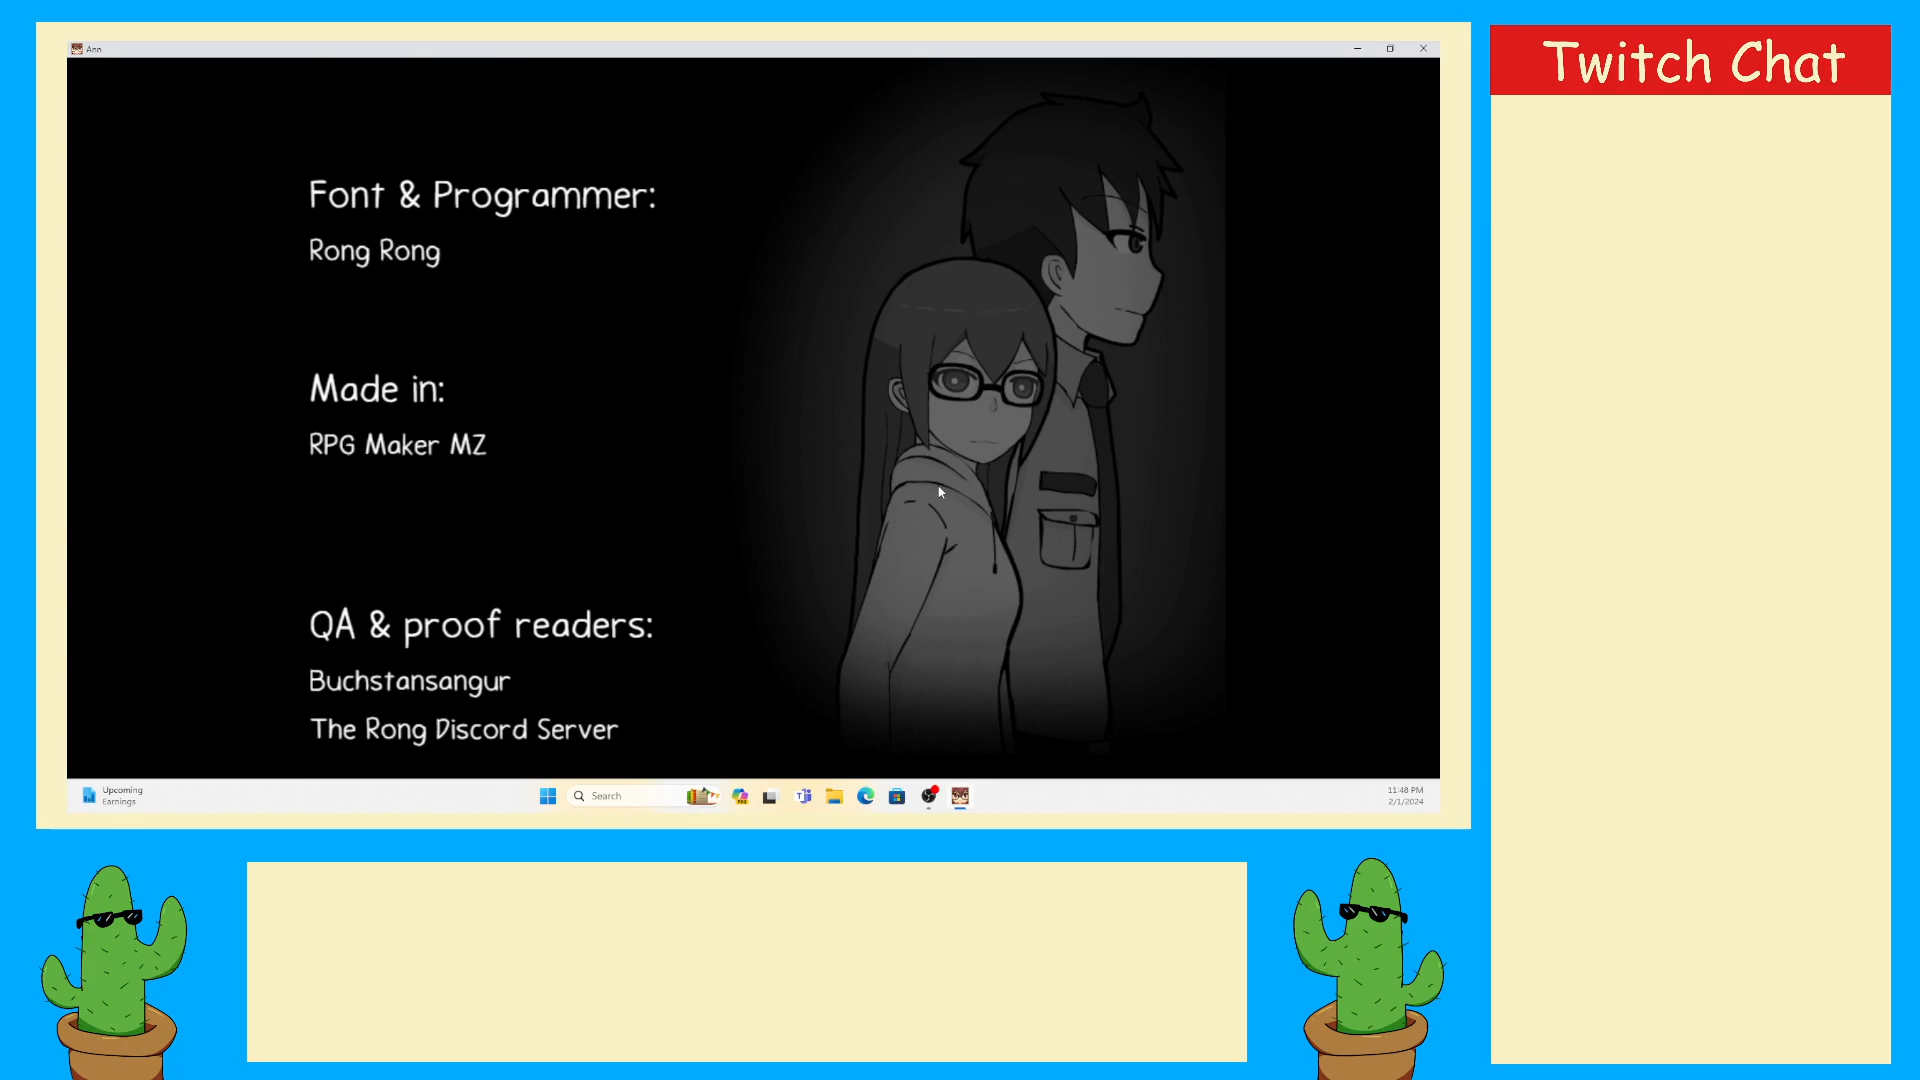 Ann
Twitch Chat
Font & Programmer:
Rong Rong
Made in:
RPG Maker MZ
QA & proof readers:
Buchstansangur
The Rong Discord Server
Upcoming
Earnings
Search
11:48 PM
2/1/2024